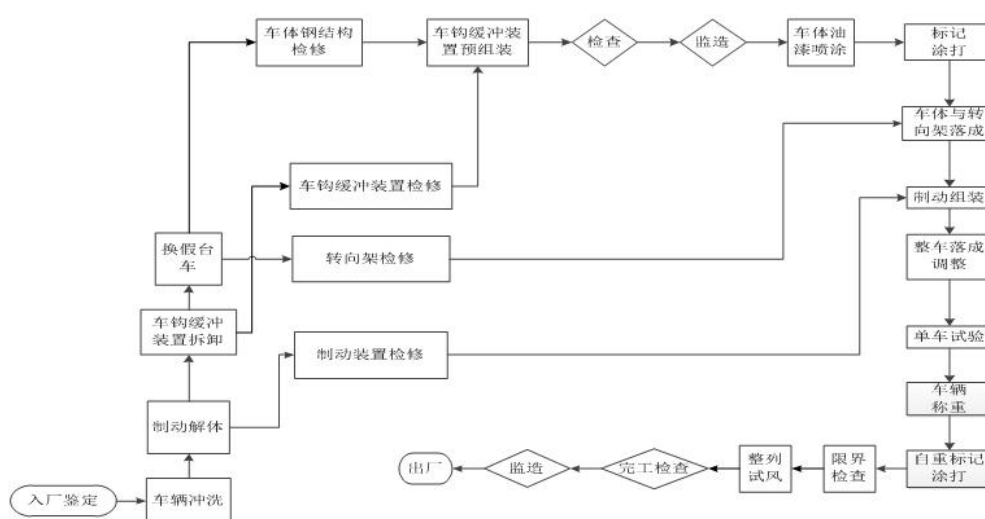 车体钢结构
检修
车钩缓冲装
置预组装
检查
监造
车体油
漆喷涂
标记
涂打
车体与转
向架落成
车钩缓冲装置检修
制动组装
换假台
车
转向架检修
整车落成
调整
车钩缓冲
装置拆卸
制动装置检修
单车试验
车辆
称重
制动解体
出厂
监造
完工检查
整列
试风
限界
检查
自重标记
涂打
入厂鉴定
车辆冲洗